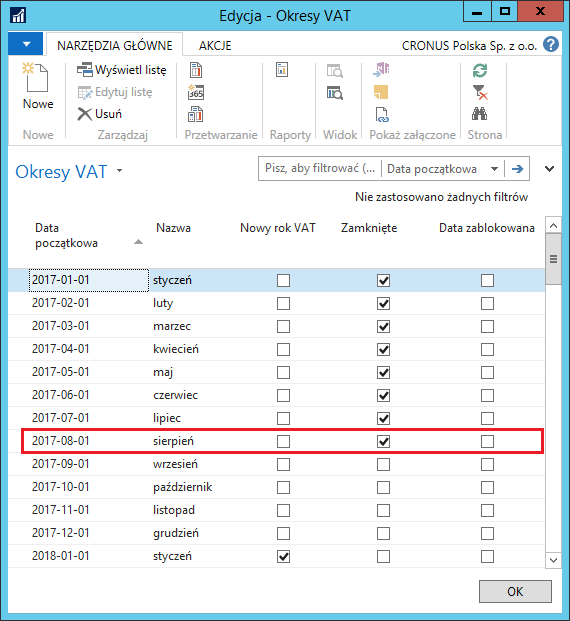 Edycja - Okresy VAT
NARZĘDZIA GŁÓWNE AKCJE CRONUS Polska Sp. z o.o. ?
Nowe
Wyświetl listę
Edytuj listę
Usuń
365
Nowe Zarządzaj Przetwarzanie Raporty Widok Pokaż załączone Strona
Okresy VAT
Pisz, aby filtrować (... Data początkowa
Nie zastosowano żadnych filtrów
Data początkowa Nazwa Nowy rok VAT Zamknięte Data zablokowana
2017-01-01 styczeń
2017-02-01 luty
2017-03-01 marzec
2017-04-01 kwiecień
2017-05-01 maj
2017-06-01 czerwiec
2017-07-01 lipiec
2017-08-01 sierpień
2017-09-01 wrzesień
2017-10-01 październik
2017-11-01 listopad
2017-12-01 grudzień
2018-01-01 styczeń
OK